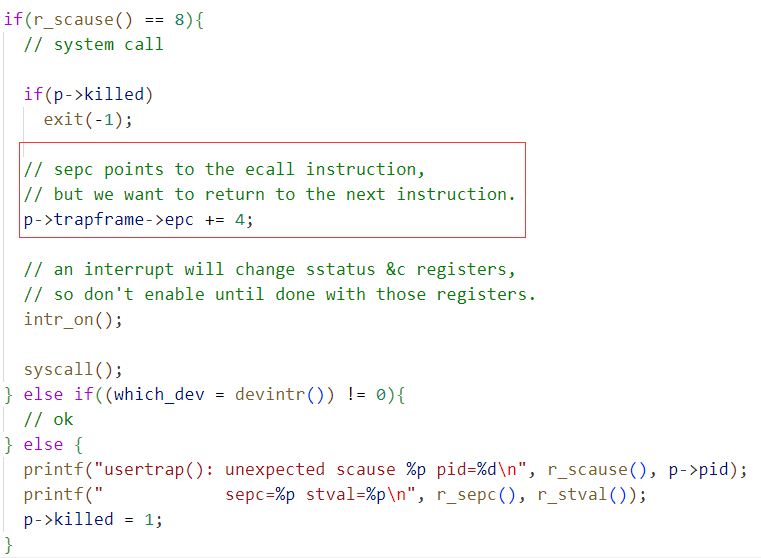 if(r_scause() == 8){
  // system call

  if(p->killed)
    exit(-1);

  // sepc points to the ecall instruction,
  // but we want to return to the next instruction.
  p->trapframe->epc += 4;

  // an interrupt will change sstatus &c registers,
  // so don't enable until done with those registers.
  intr_on();

  syscall();
} else if((which_dev = devintr()) != 0){
  // ok
} else {
  printf("usertrap(): unexpected scause %p pid=%d\n", r_scause(), p->pid);
  printf("            sepc=%p stval=%p\n", r_sepc(), r_stval());
  p->killed = 1;
}